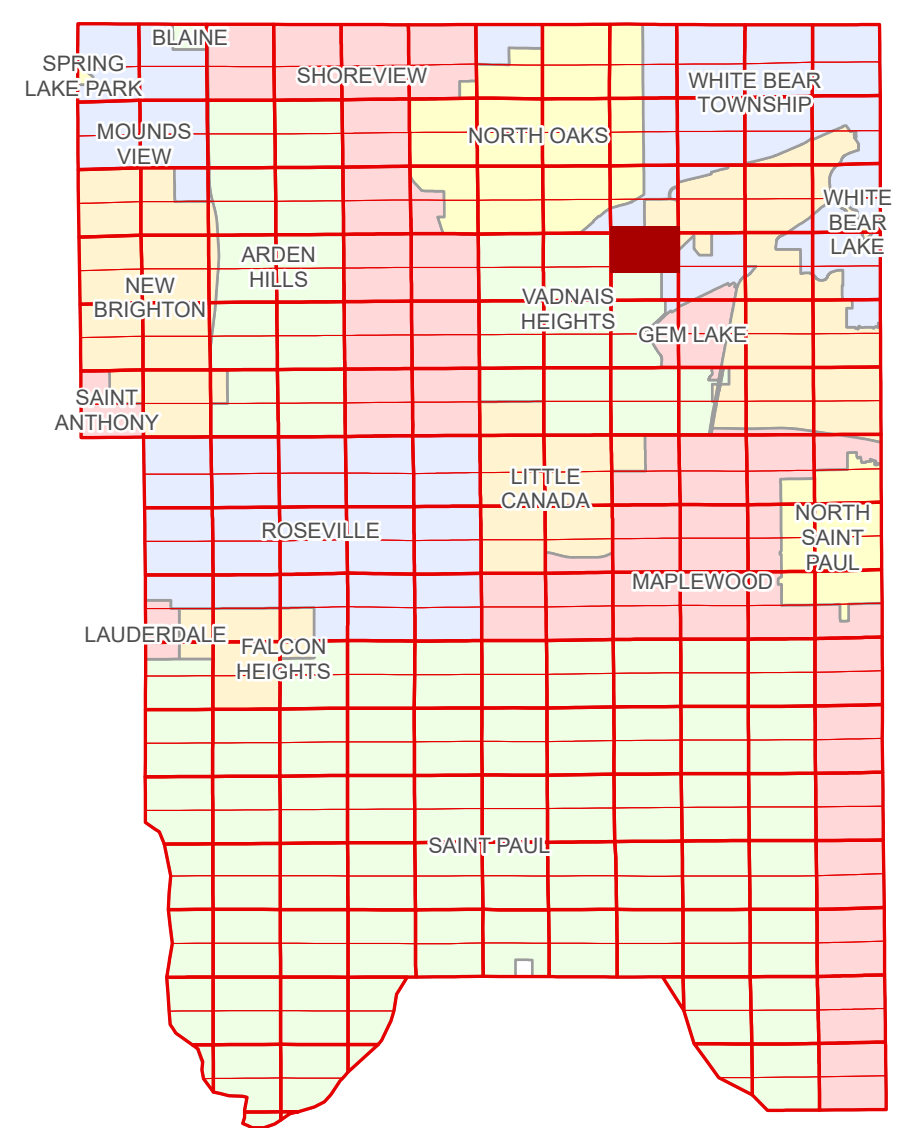 BLAINE
SPRING
LAKE PARK
SHOREVIEW
WHITE BEAR
TOWNSHIP
MOUNDS
VIEW
NORTH OAKS
WHITE
BEAR
LAKE
ARDEN
HILLS
NEW
BRIGHTON
VADNAIS
HEIGHTS
GEM LAKE
SAINT
ANTHONY
LITTLE
CANADA
NORTH
SAINT
PAUL
ROSEVILLE
MAPLEWOOD
LAUDERDALE
FALCON
HEIGHTS
SAINT PAUL